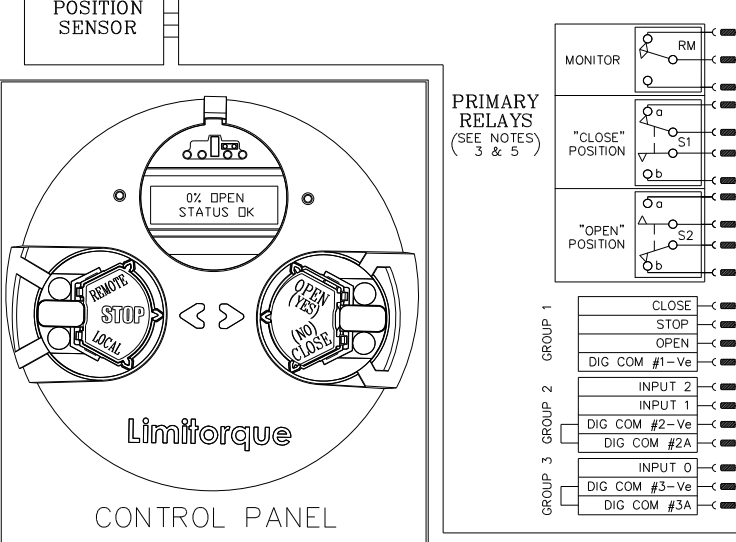 POSITION
SENSOR
0% OPEN
STATUS OK
REMOTE
STOP
LOCAL
OPEN
(YES)
(NO)
CLOSE
Limitorque
CONTROL PANEL
PRIMARY
RELAYS
(SEE NOTES)
3 & 5
MONITOR
RM
"CLOSE"
POSITION
a
S1
b
"OPEN"
POSITION
a
S2
b
GROUP 1
CLOSE
STOP
OPEN
DIG COM #1-Ve
GROUP 2
INPUT 2
INPUT 1
DIG COM #2-Ve
DIG COM #2A
GROUP 3
INPUT 0
DIG COM #3-Ve
DIG COM #3A